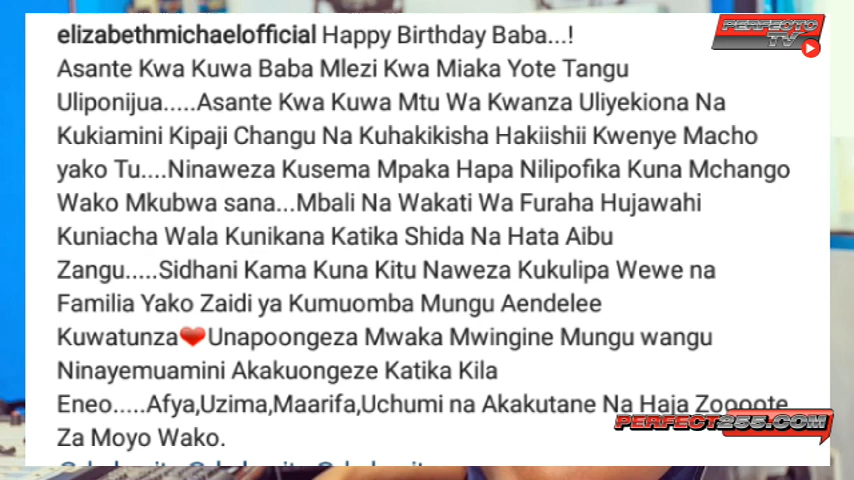 PERFECTO
TV
elizabethmichaelofficial Happy Birthday Baba...!
Asante Kwa Kuwa Baba Mlezi Kwa Miaka Yote Tangu
Uliponijua.....Asante Kwa Kuwa Mtu Wa Kwanza Uliyekiona Na
Kukiamini Kipaji Changu Na Kuhakikisha Hakiishii Kwenye Macho
yako Tu....Ninaweza Kusema Mpaka Hapa Nilipofika Kuna Mchango
Wako Mkubwa sana...Mbali Na Wakati Wa Furaha Hujawahi
Kuniacha Wala Kunikana Katika Shida Na Hata Aibu
Zangu.....Sidhani Kama Kuna Kitu Naweza Kukulipa Wewe na
Familia Yako Zaidi ya Kumuomba Mungu Aendelee
Kuwatunza❤️Unapoongeza Mwaka Mwingine Mungu wangu
Ninayemuamini Akakuongeze Katika Kila
Eneo.....Afya,Uzima,Maarifa,Uchumi na Akakutane Na Haja Zoooote
Za Moyo Wako.
PERFECT255.COM